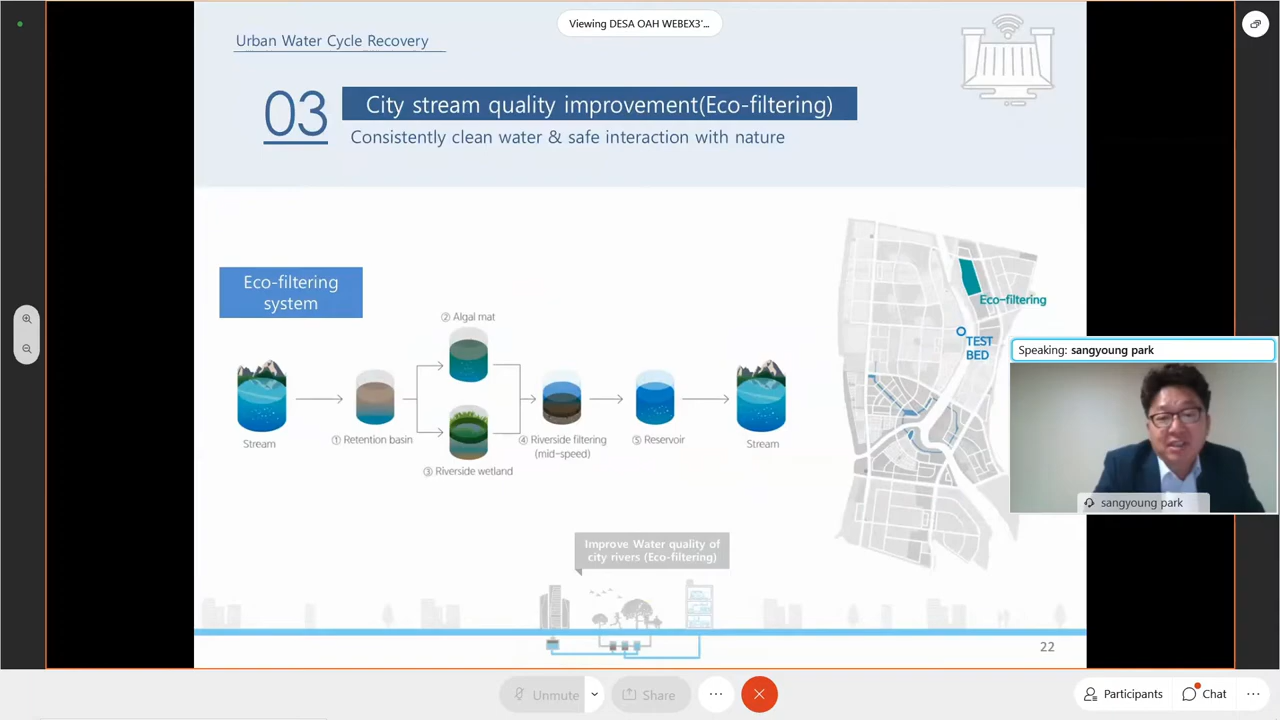 Viewing DESA OAH WEBEX3'...
Urban Water Cycle Recovery
03
City stream quality improvement(Eco-filtering)
Consistently clean water & safe interaction with nature
Eco-filtering
system
② Algal mat
Stream
① Retention basin
③ Riverside wetland
④ Riverside filtering
(mid-speed)
⑤ Reservoir
Stream
Eco-filtering
TEST
BED
Speaking: sangyoung park
sangyoung park
Improve Water quality of
city rivers (Eco-filtering)
22
Unmute
Share
Participants
Chat